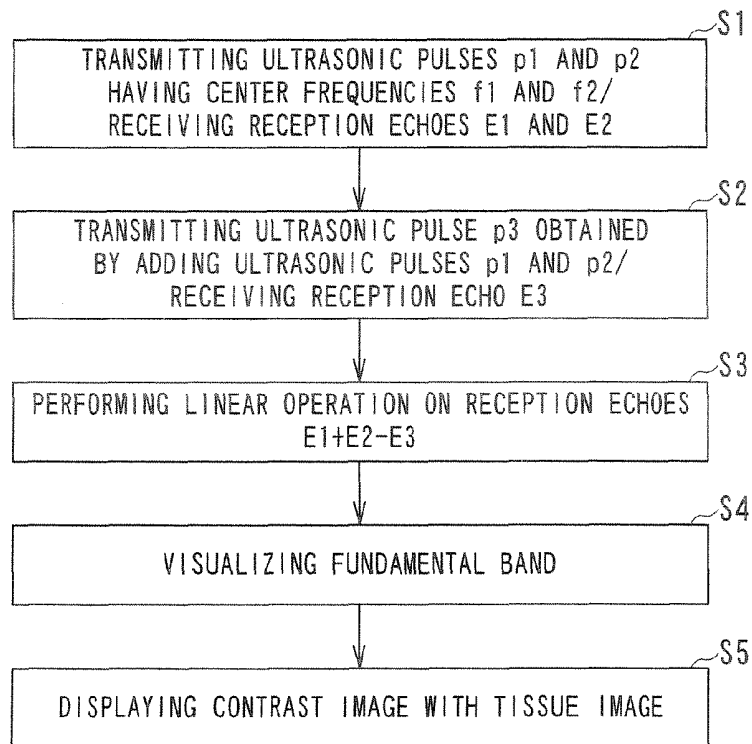 S1
TRANSMITTING ULTRASONIC PULSES p1 AND p2
HAVING CENTER FREQUENCIES f1 AND f2/
RECEIVING RECEPTION ECHOES E1 AND E2
S2
TRANSMITTING ULTRASONIC PULSE p3 OBTAINED
BY ADDING ULTRASONIC PULSES p1 AND p2/
RECEIVING RECEPTION ECHO E3
S3
PERFORMING LINEAR OPERATION ON RECEPTION ECHOES
E1+E2-E3
S4
VISUALIZING FUNDAMENTAL BAND
S5
DISPLAYING CONTRAST IMAGE WITH TISSUE IMAGE